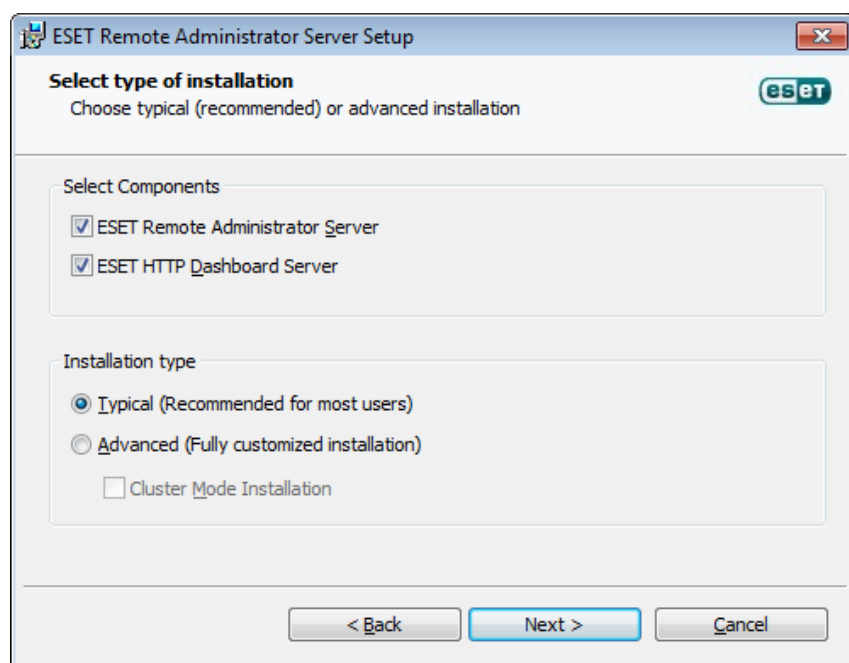 ESET Remote Administrator Server Setup
Select type of installation
Choose typical (recommended) or advanced installation
eseT
Select Components
ESET Remote Administrator Server
ESET HTTP Dashboard Server
Installation type
Typical (Recommended for most users)
Advanced (Fully customized installation)
Cluster Mode Installation
< Back
Next >
Cancel